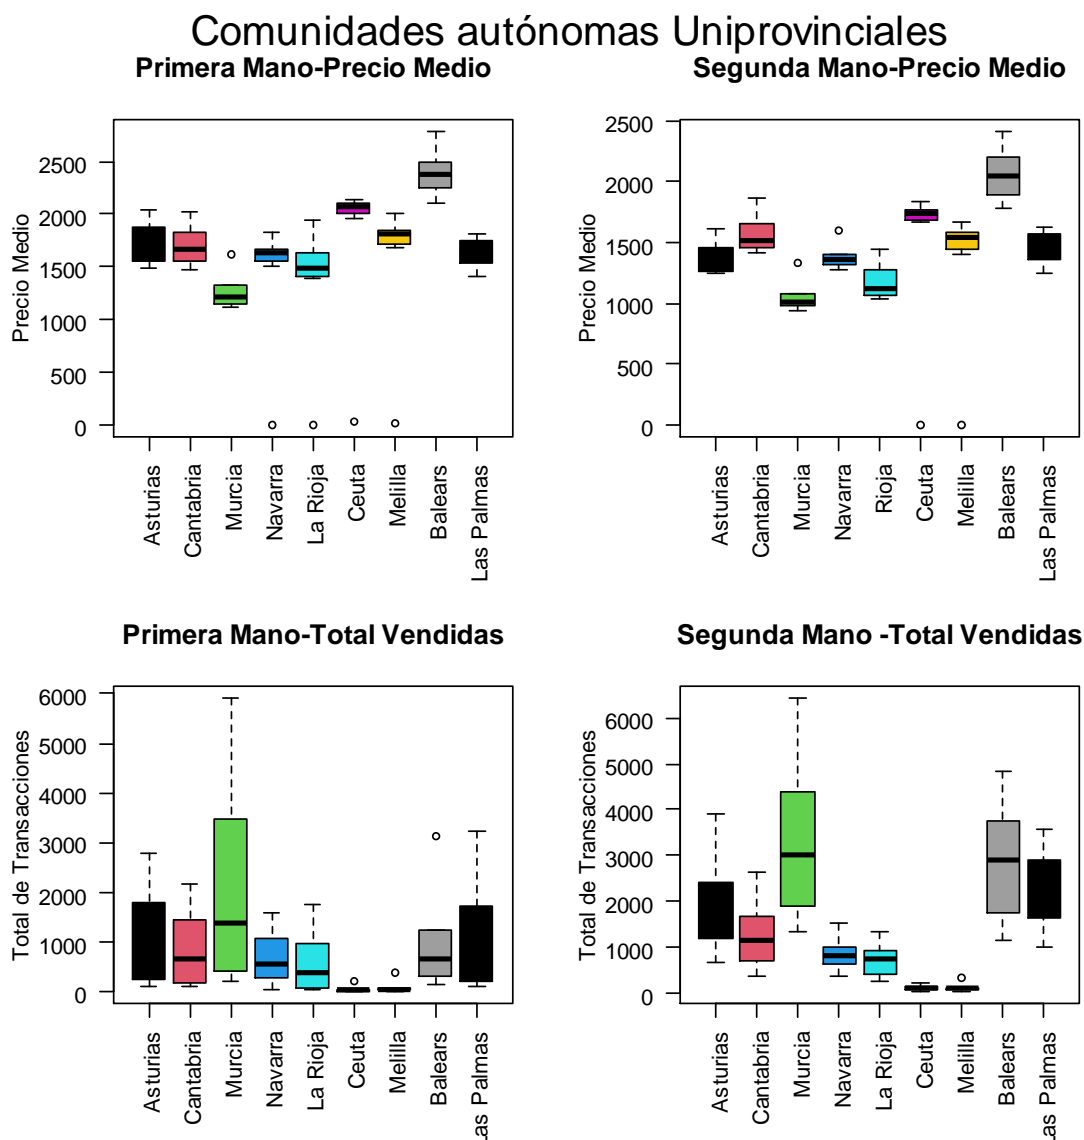 Comunidades autónomas Uniprovinciales
Primera Mano-Precio Medio
Precio Medio
2500
2000
1500
1000
500
0
Asturias
Cantabria
Murcia
Navarra
La Rioja
Ceuta
Melilla
Balears
Las Palmas
Segunda Mano-Precio Medio
Precio Medio
2500
2000
1500
1000
500
0
Asturias
Cantabria
Murcia
Navarra
Rioja
Ceuta
Melilla
Balears
Las Palmas
Primera Mano-Total Vendidas
Total de Transacciones
6000
5000
4000
3000
2000
1000
0
Asturias
Cantabria
Murcia
Navarra
La Rioja
Ceuta
Melilla
Balears
Las Palmas
Segunda Mano -Total Vendidas
Total de Transacciones
6000
5000
4000
3000
2000
1000
0
Asturias
Cantabria
Murcia
Navarra
La Rioja
Ceuta
Melilla
Balears
Las Palmas